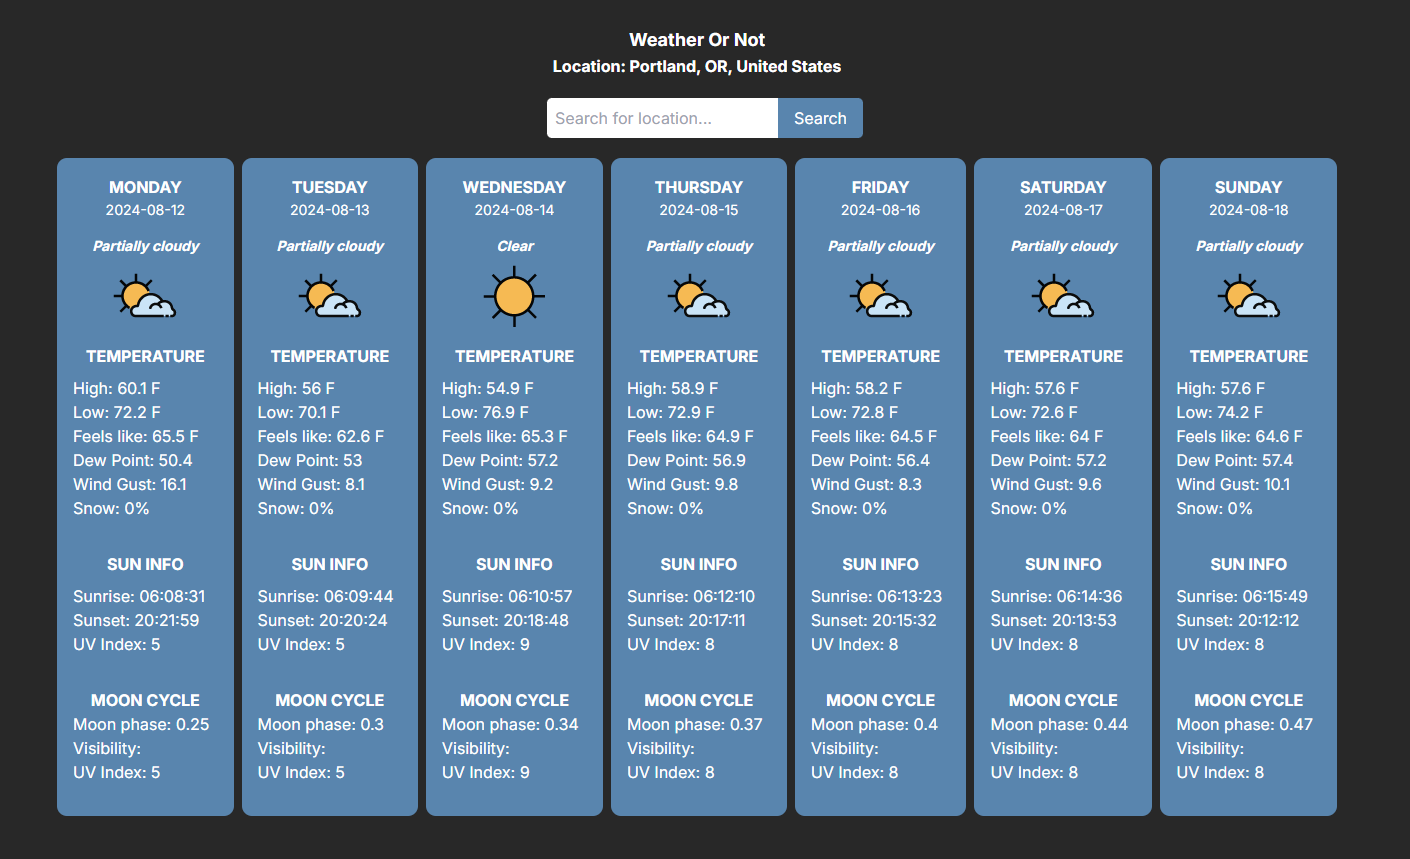 Weather Or Not
Location: Portland, OR, United States
Search for location...
Search
MONDAY
2024-08-12
Partially cloudy
TEMPERATURE
High: 60.1 F
Low: 72.2 F
Feels like: 65.5 F
Dew Point: 50.4
Wind Gust: 16.1
Snow: 0%
SUN INFO
Sunrise: 06:08:31
Sunset: 20:21:59
UV Index: 5
MOON CYCLE
Moon phase: 0.25
Visibility:
UV Index: 5
TUESDAY
2024-08-13
Partially cloudy
TEMPERATURE
High: 56 F
Low: 70.1 F
Feels like: 62.6 F
Dew Point: 53
Wind Gust: 8.1
Snow: 0%
SUN INFO
Sunrise: 06:09:44
Sunset: 20:20:24
UV Index: 5
MOON CYCLE
Moon phase: 0.3
Visibility:
UV Index: 5
WEDNESDAY
2024-08-14
Clear
TEMPERATURE
High: 54.9 F
Low: 76.9 F
Feels like: 65.3 F
Dew Point: 57.2
Wind Gust: 9.2
Snow: 0%
SUN INFO
Sunrise: 06:10:57
Sunset: 20:18:48
UV Index: 9
MOON CYCLE
Moon phase: 0.34
Visibility:
UV Index: 9
THURSDAY
2024-08-15
Partially cloudy
TEMPERATURE
High: 58.9 F
Low: 72.9 F
Feels like: 64.9 F
Dew Point: 56.9
Wind Gust: 9.8
Snow: 0%
SUN INFO
Sunrise: 06:12:10
Sunset: 20:17:11
UV Index: 8
MOON CYCLE
Moon phase: 0.37
Visibility:
UV Index: 8
FRIDAY
2024-08-16
Partially cloudy
TEMPERATURE
High: 58.2 F
Low: 72.8 F
Feels like: 64.5 F
Dew Point: 56.4
Wind Gust: 8.3
Snow: 0%
SUN INFO
Sunrise: 06:13:23
Sunset: 20:15:32
UV Index: 8
MOON CYCLE
Moon phase: 0.4
Visibility:
UV Index: 8
SATURDAY
2024-08-17
Partially cloudy
TEMPERATURE
High: 57.6 F
Low: 72.6 F
Feels like: 64 F
Dew Point: 57.2
Wind Gust: 9.6
Snow: 0%
SUN INFO
Sunrise: 06:14:36
Sunset: 20:13:53
UV Index: 8
MOON CYCLE
Moon phase: 0.44
Visibility:
UV Index: 8
SUNDAY
2024-08-18
Partially cloudy
TEMPERATURE
High: 57.6 F
Low: 74.2 F
Feels like: 64.6 F
Dew Point: 57.4
Wind Gust: 10.1
Snow: 0%
SUN INFO
Sunrise: 06:15:49
Sunset: 20:12:12
UV Index: 8
MOON CYCLE
Moon phase: 0.47
Visibility:
UV Index: 8